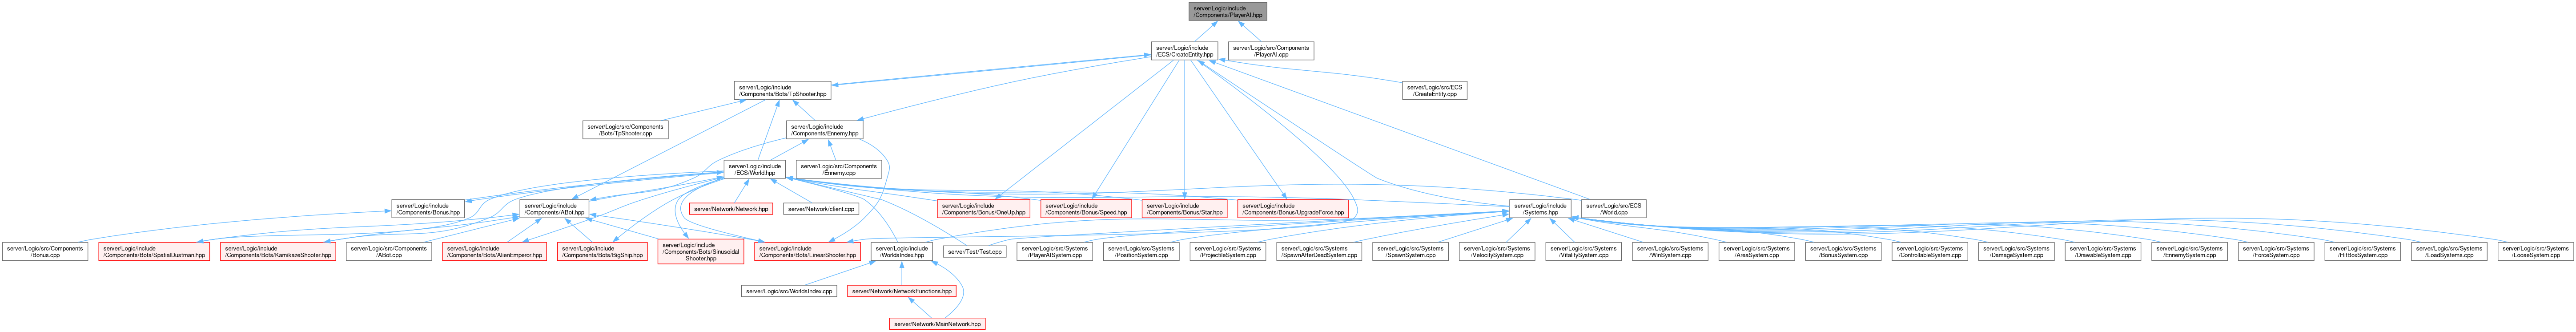 server/Logic/include
/Components/PlayerAI.hpp
server/Logic/include
/ECS/CreateEntity.hpp
server/Logic/src/Components
/PlayerAI.cpp
server/Logic/include
/Components/Bots/TpShooter.hpp
server/Logic/src/ECS
/CreateEntity.cpp
server/Logic/src/Components
/Bots/TpShooter.cpp
server/Logic/include
/Components/Ennemy.hpp
server/Logic/include
/ECS/World.hpp
server/Logic/src/Components
/Ennemy.cpp
server/Logic/include
/Components/Bonus.hpp
server/Logic/include
/Components/ABot.hpp
server/Network/Network.hpp
server/Network/client.cpp
server/Logic/include
/Components/Bonus/OneUp.hpp
server/Logic/include
/Components/Bonus/Speed.hpp
server/Logic/include
/Components/Bonus/Star.hpp
server/Logic/include
/Components/Bonus/UpgradeForce.hpp
server/Logic/include
/Systems.hpp
server/Logic/src/ECS
/World.cpp
server/Logic/src/Components
/Bonus.cpp
server/Logic/include
/Components/Bots/SpatialDustman.hpp
server/Logic/include
/Components/Bots/KamikazeShooter.hpp
server/Logic/src/Components
/ABot.cpp
server/Logic/include
/Components/Bots/AlienEmperor.hpp
server/Logic/include
/Components/Bots/BigShip.hpp
server/Logic/include
/Components/Bots/Sinusoidal
Shooter.hpp
server/Logic/include
/Components/Bots/LinearShooter.hpp
server/Logic/include
/WorldsIndex.hpp
server/Test/Test.cpp
server/Logic/src/Systems
/PlayerAISystem.cpp
server/Logic/src/Systems
/PositionSystem.cpp
server/Logic/src/Systems
/ProjectileSystem.cpp
server/Logic/src/Systems
/SpawnAfterDeadSystem.cpp
server/Logic/src/Systems
/SpawnSystem.cpp
server/Logic/src/Systems
/VelocitySystem.cpp
server/Logic/src/Systems
/VitalitySystem.cpp
server/Logic/src/Systems
/WinSystem.cpp
server/Logic/src/Systems
/AreaSystem.cpp
server/Logic/src/Systems
/BonusSystem.cpp
server/Logic/src/Systems
/ControllableSystem.cpp
server/Logic/src/Systems
/DamageSystem.cpp
server/Logic/src/Systems
/DrawableSystem.cpp
server/Logic/src/Systems
/EnnemySystem.cpp
server/Logic/src/Systems
/ForceSystem.cpp
server/Logic/src/Systems
/HitBoxSystem.cpp
server/Logic/src/Systems
/LoadSystems.cpp
server/Logic/src/Systems
/LooseSystem.cpp
server/Logic/src/WorldsIndex.cpp
server/Network/NetworkFunctions.hpp
server/Network/MainNetwork.hpp